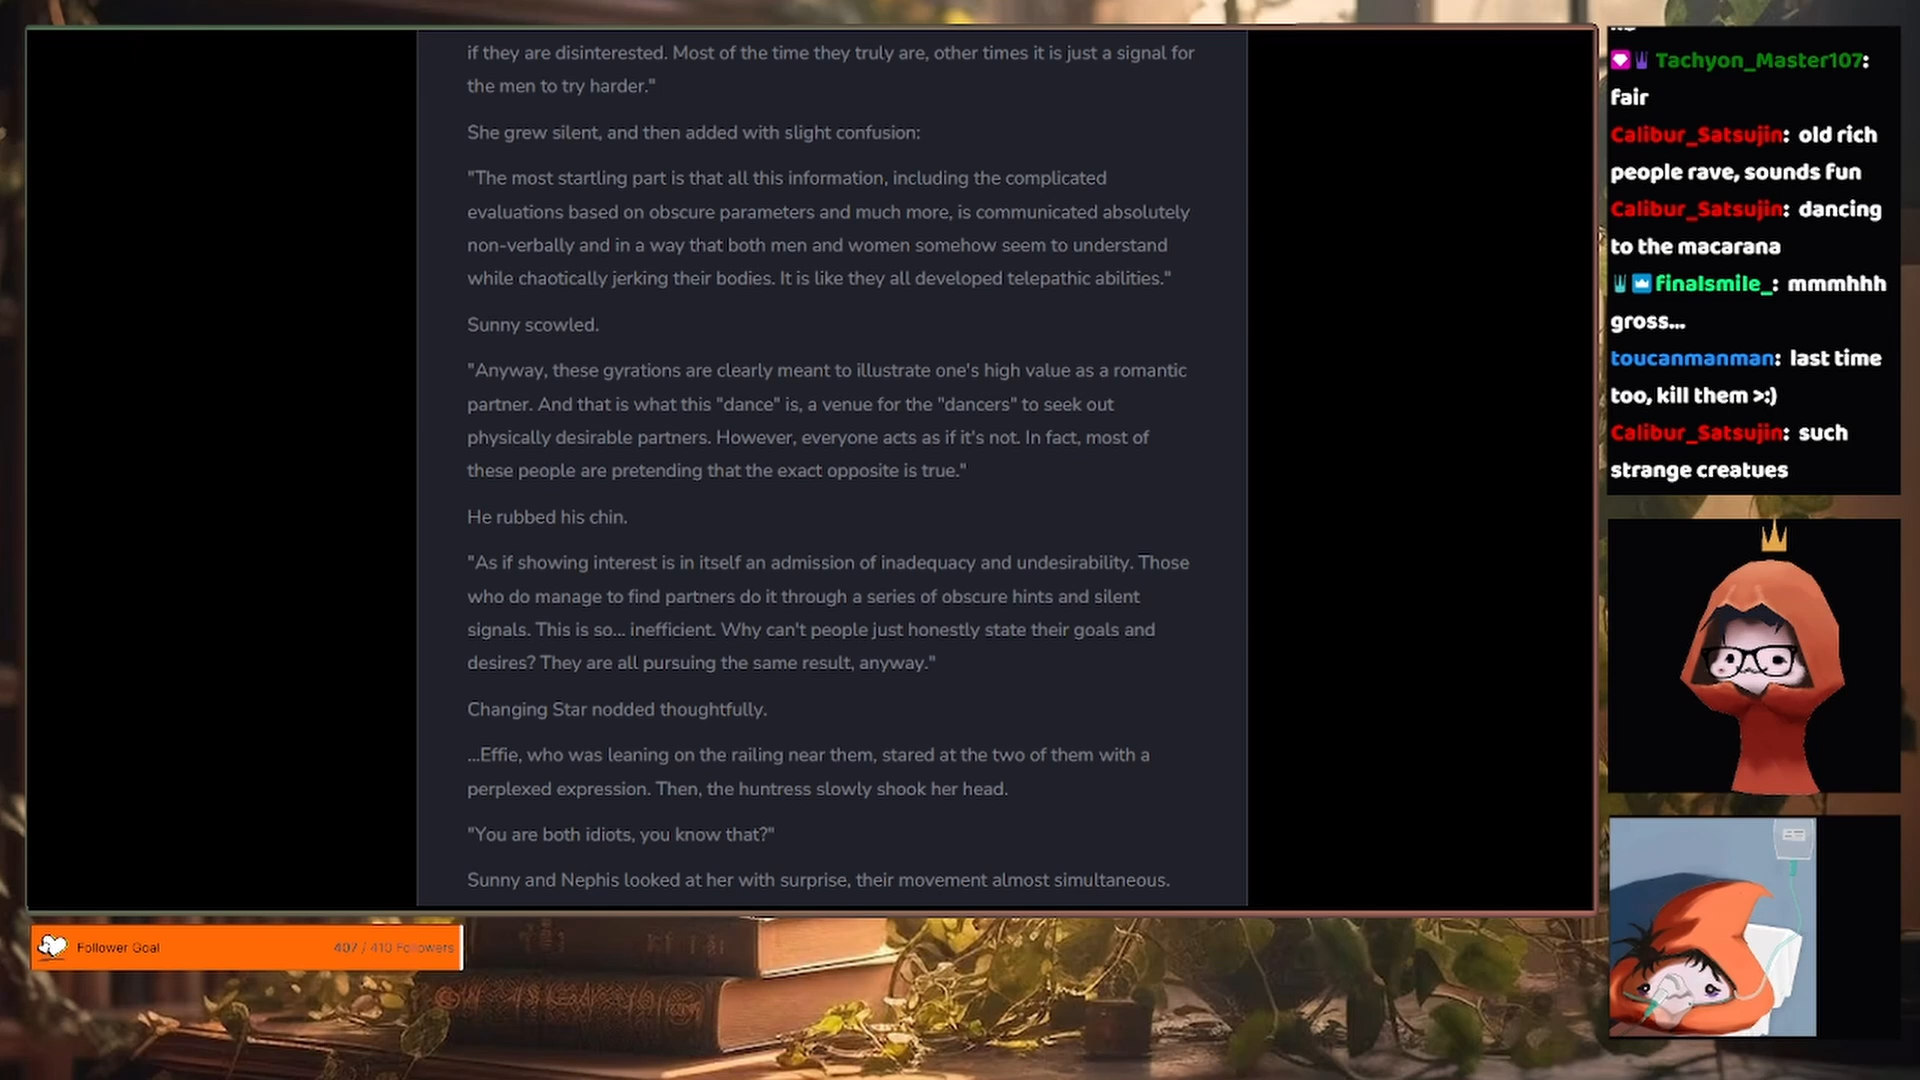 if they are disinterested. Most of the time they truly are, other times it is just a signal for
the men to try harder."
She grew silent, and then added with slight confusion:
"The most startling part is that all this information, including the complicated
evaluations based on obscure parameters and much more, is communicated absolutely
non-verbally and in a way that both men and women somehow seem to understand
while chaotically jerking their bodies. It is like they all developed telepathic abilities."
Sunny scowled.
"Anyway, these gyrations are clearly meant to illustrate one's high value as a romantic
partner. And that is what this "dance" is, a venue for the "dancers" to seek out
physically desirable partners. However, everyone acts as if it's not. In fact, most of
these people are pretending that the exact opposite is true."
He rubbed his chin.
"As if showing interest is in itself an admission of inadequacy and undesirability. Those
who do manage to find partners do it through a series of obscure hints and silent
signals. This is so... inefficient. Why can't people just honestly state their goals and
desires? They are all pursuing the same result, anyway."
Changing Star nodded thoughtfully.
...Effie, who was leaning on the railing near them, stared at the two of them with a
perplexed expression. Then, the huntress slowly shook her head.
"You are both idiots, you know that?"
Sunny and Nephis looked at her with surprise, their movement almost simultaneous.
Tachyon_Master107:
fair
Calibur_Satsujin: old rich
people rave, sounds fun
Calibur_Satsujin: dancing
to the macarana
finalsmile_: mmmhhh
gross...
toucanmanman: last time
too, kill them >:)
Calibur_Satsujin: such
strange creatues
Follower Goal
407 / 410 Followers